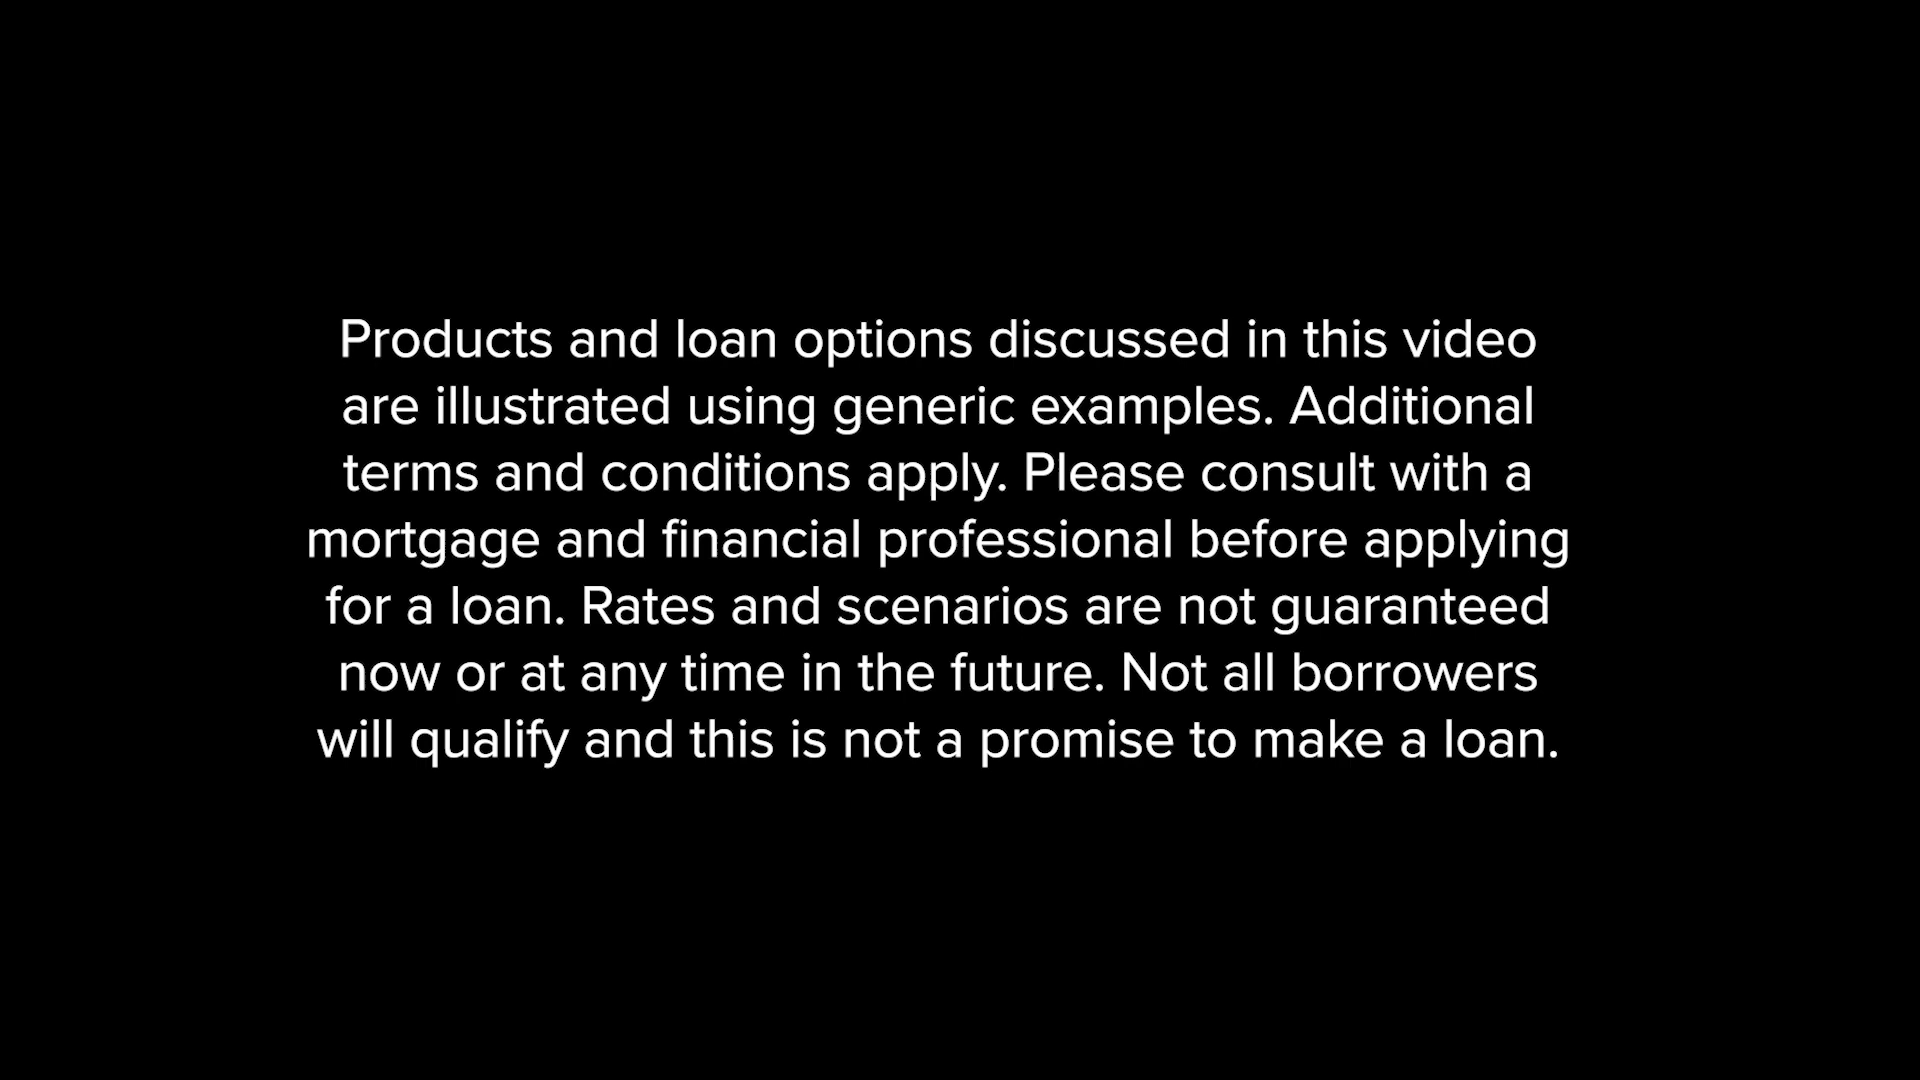 Products and loan options discussed in this video
are illustrated using generic examples. Additional
terms and conditions apply. Please consult with a
mortgage and financial professional before applying
for a loan. Rates and scenarios are not guaranteed
now or at any time in the future. Not all borrowers
will qualify and this is not a promise to make a loan.